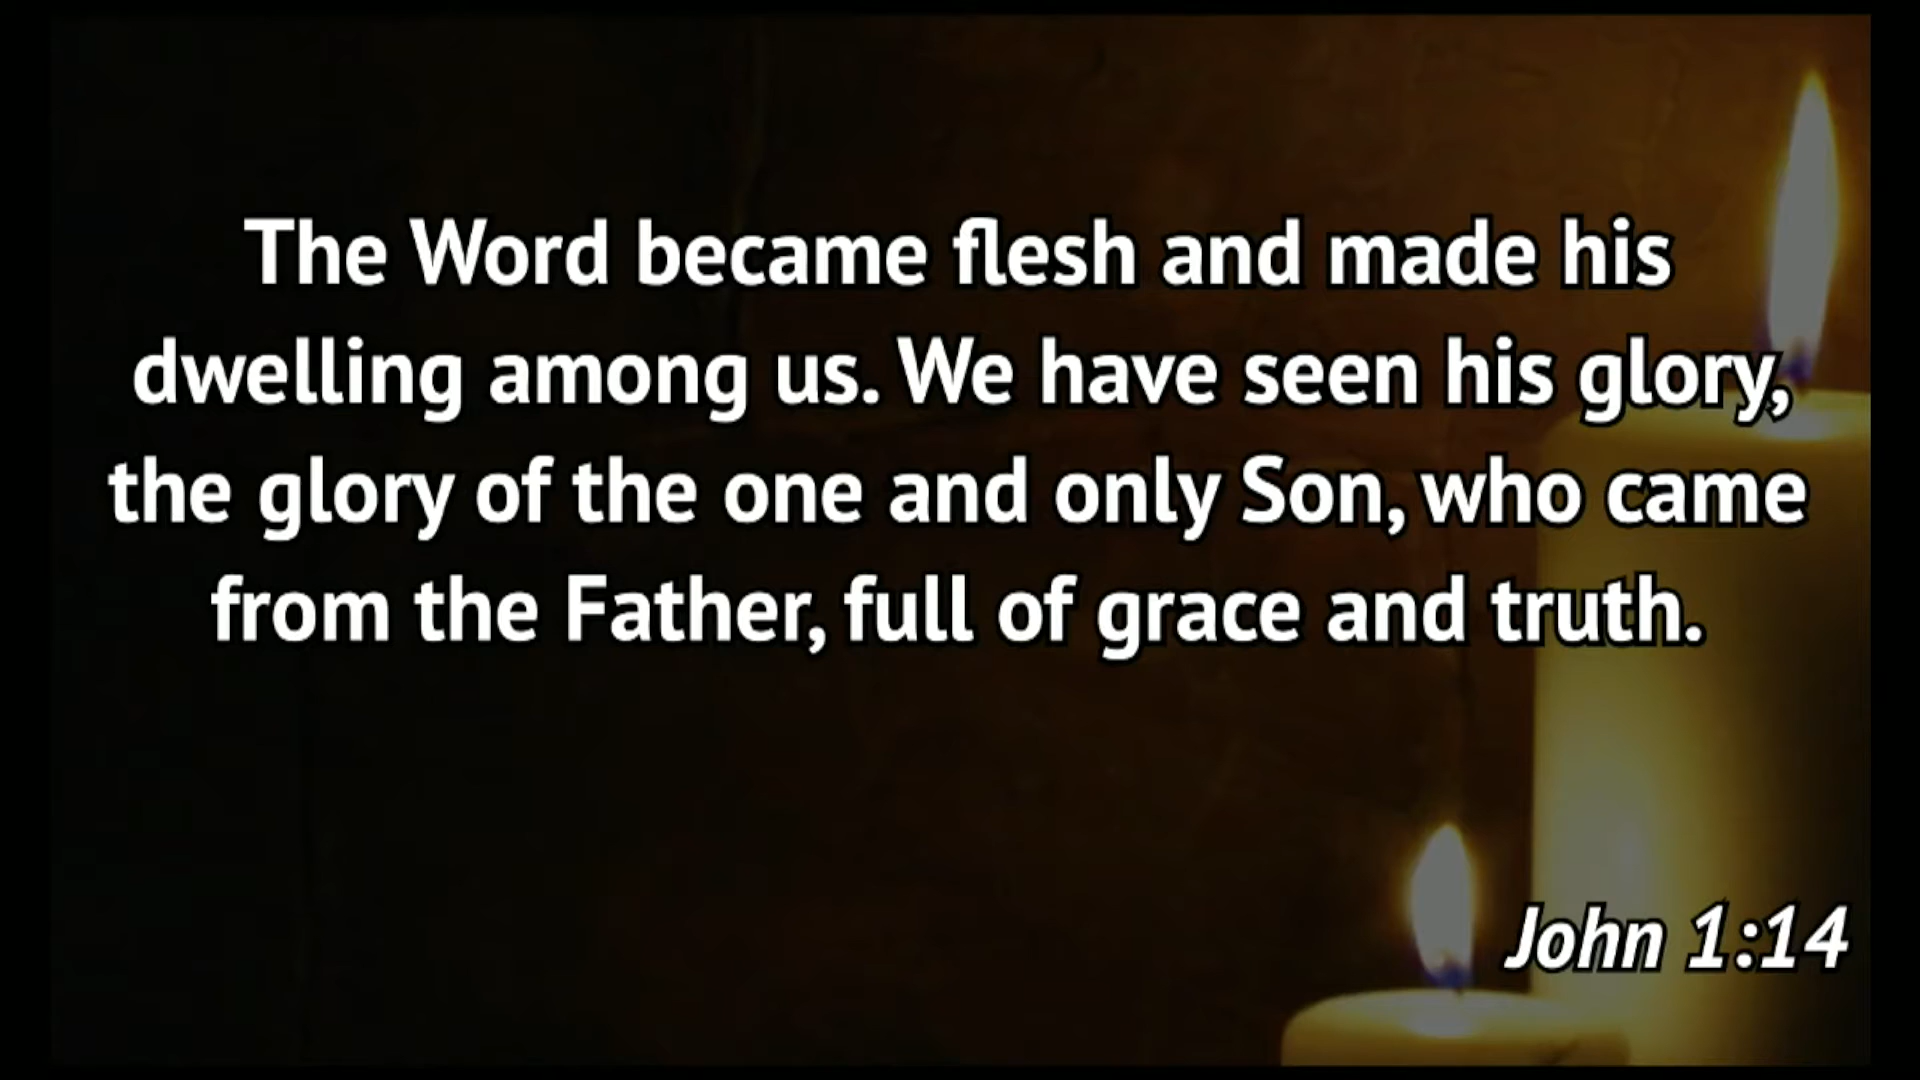 The Word became flesh and made his
dwelling among us. We have seen his glory,
the glory of the one and only Son, who came
from the Father, full of grace and truth.
John 1:14